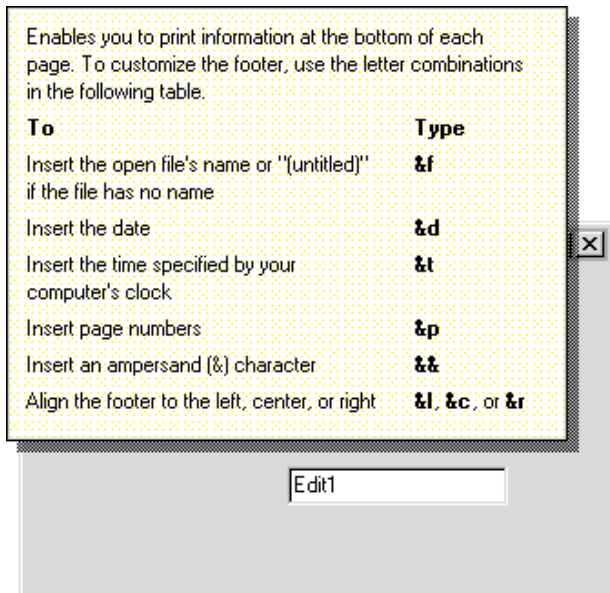 Enables you to print information at the bottom of each
page. To customize the footer, use the letter combinations
in the following table.
To Type
Insert the open file's name or "(untitled)" &f
if the file has no name
Insert the date &d
Insert the time specified by your &t
computer's clock
Insert page numbers &p
Insert an ampersand (&) character &&
Align the footer to the left, center, or right &l, &c, or &r
Edit1